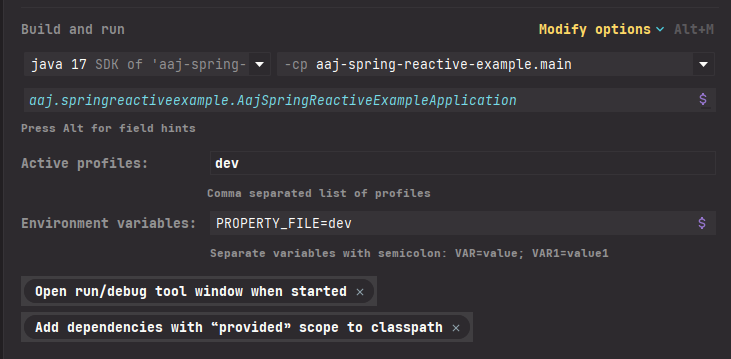 Build and run
Modify options Alt+M
java 17 SDK of 'aaj-spring-
-cp aaj-spring-reactive-example.main
aaj.springreactiveexample.AajSpringReactiveExampleApplication $
Press Alt for field hints
Active profiles: dev
Comma separated list of profiles
Environment variables: PROPERTY_FILE=dev $
Separate variables with semicolon: VAR=value; VAR1=value1
Open run/debug tool window when started ×
Add dependencies with “provided” scope to classpath ×